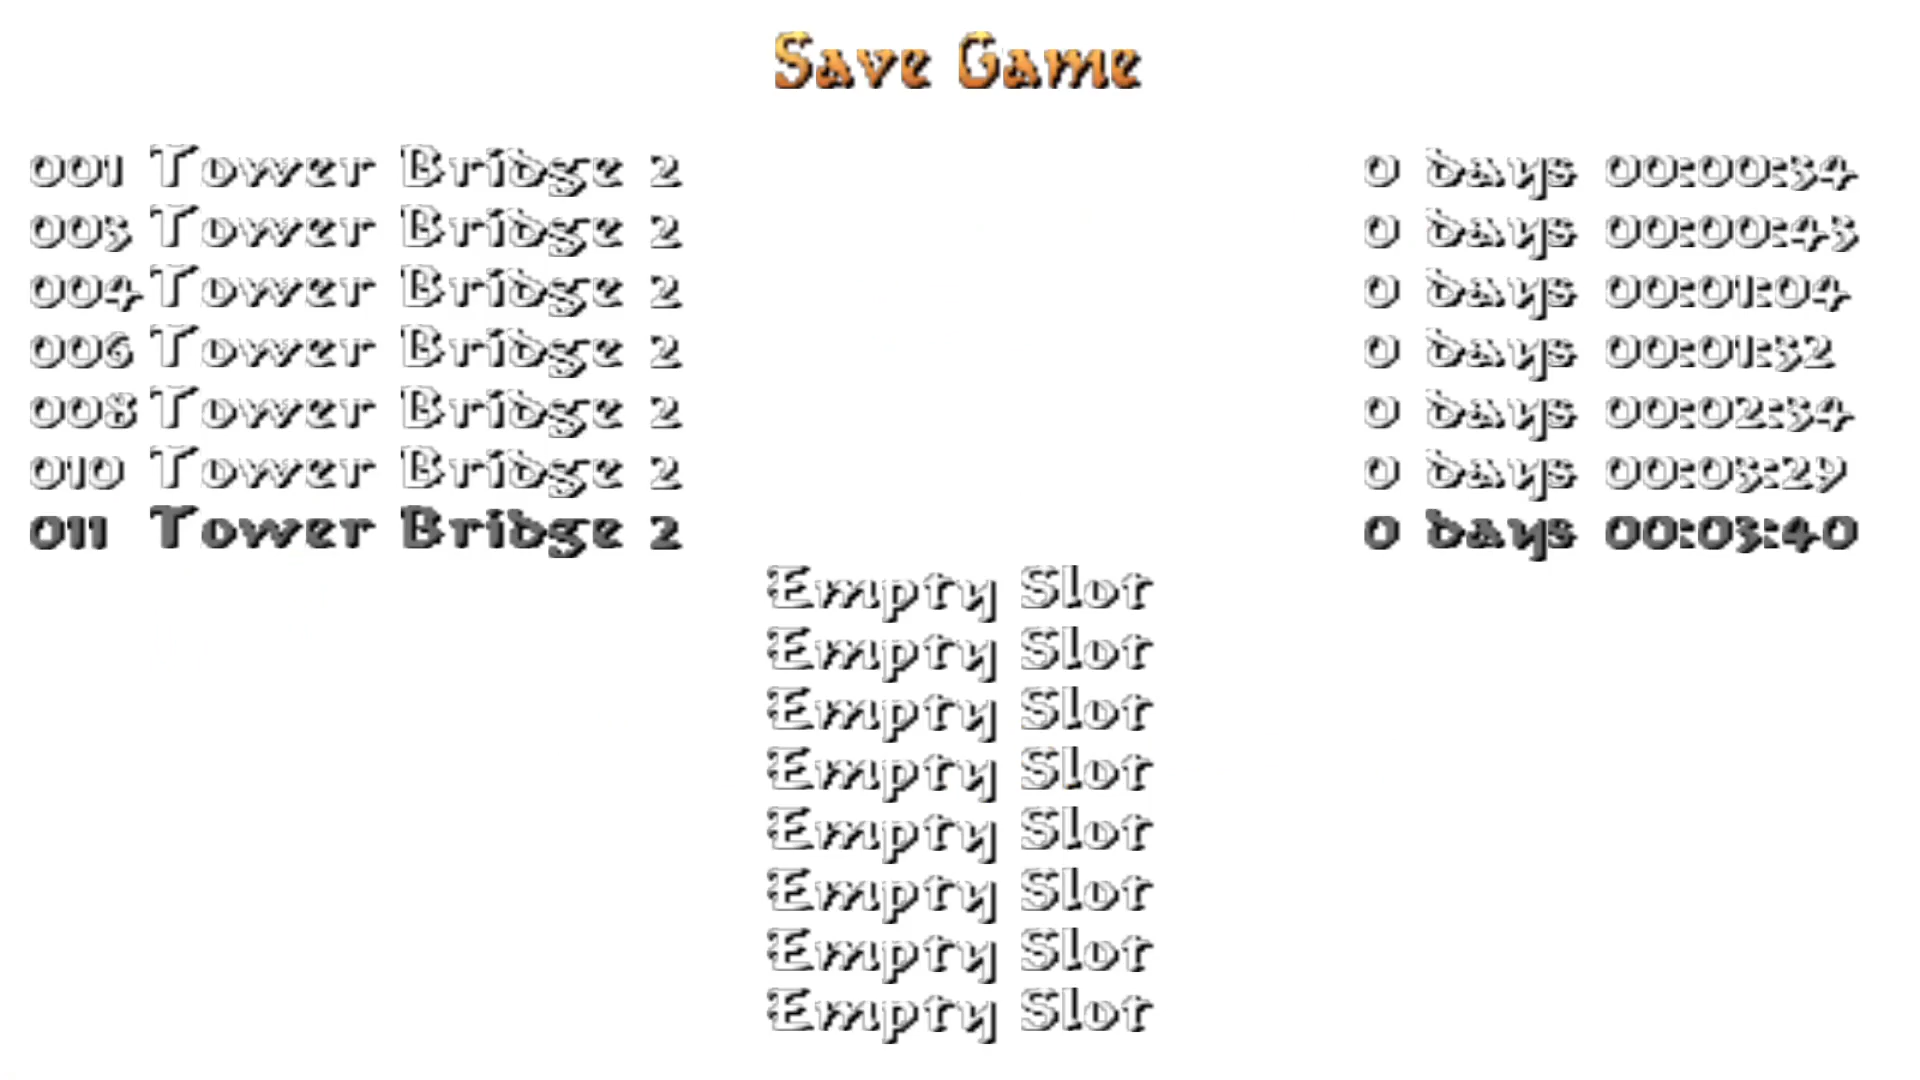 Save Game
001 Tower Bridge 2 0 days 00:00:34
003 Tower Bridge 2 0 days 00:00:43
004 Tower Bridge 2 0 days 00:01:04
006 Tower Bridge 2 0 days 00:01:32
008 Tower Bridge 2 0 days 00:02:34
010 Tower Bridge 2 0 days 00:03:29
011 Tower Bridge 2 0 days 00:03:40
Empty Slot
Empty Slot
Empty Slot
Empty Slot
Empty Slot
Empty Slot
Empty Slot
Empty Slot